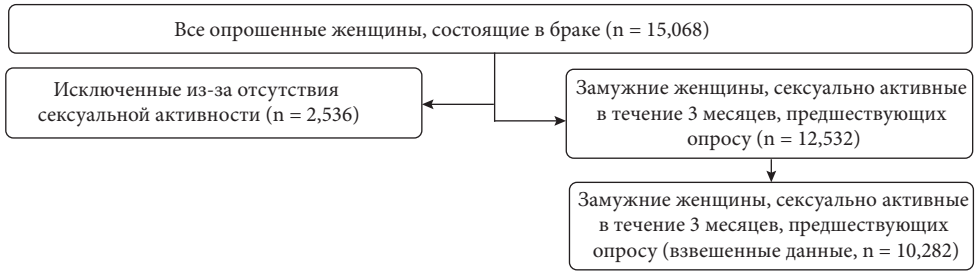 Все опрошенные женщины, состоящие в браке (n = 15,068)
Исключенные из-за отсутствия
сексуальной активности (n = 2,536)
Замужние женщины, сексуально активные
в течение 3 месяцев, предшествующих
опросу (n = 12,532)
Замужние женщины, сексуально активные
в течение 3 месяцев, предшествующих
опросу (взвешенные данные, n = 10,282)